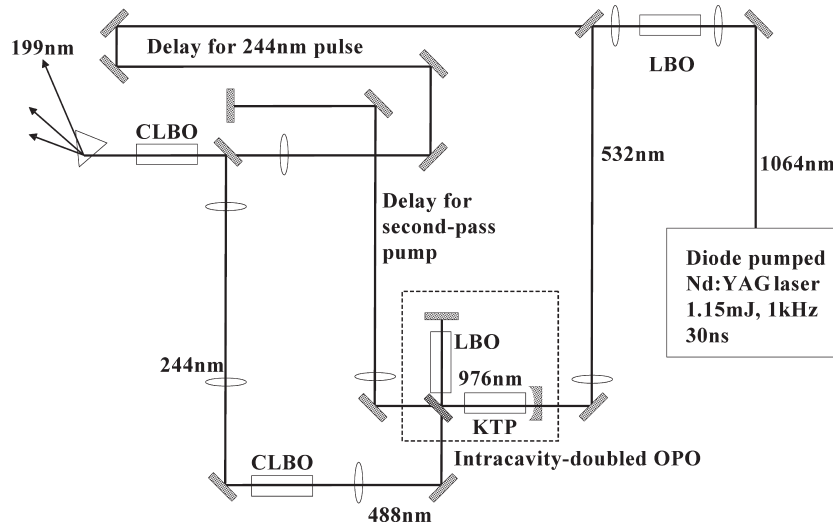 199nm
Delay for 244nm pulse
LBO
CLBO
532nm
1064nm
Delay for
second-pass
pump
Diode pumped
Nd:YAG laser
1.15mJ, 1kHz
30ns
LBO
244nm
976nm
KTP
CLBO
Intracavity-doubled OPO
488nm